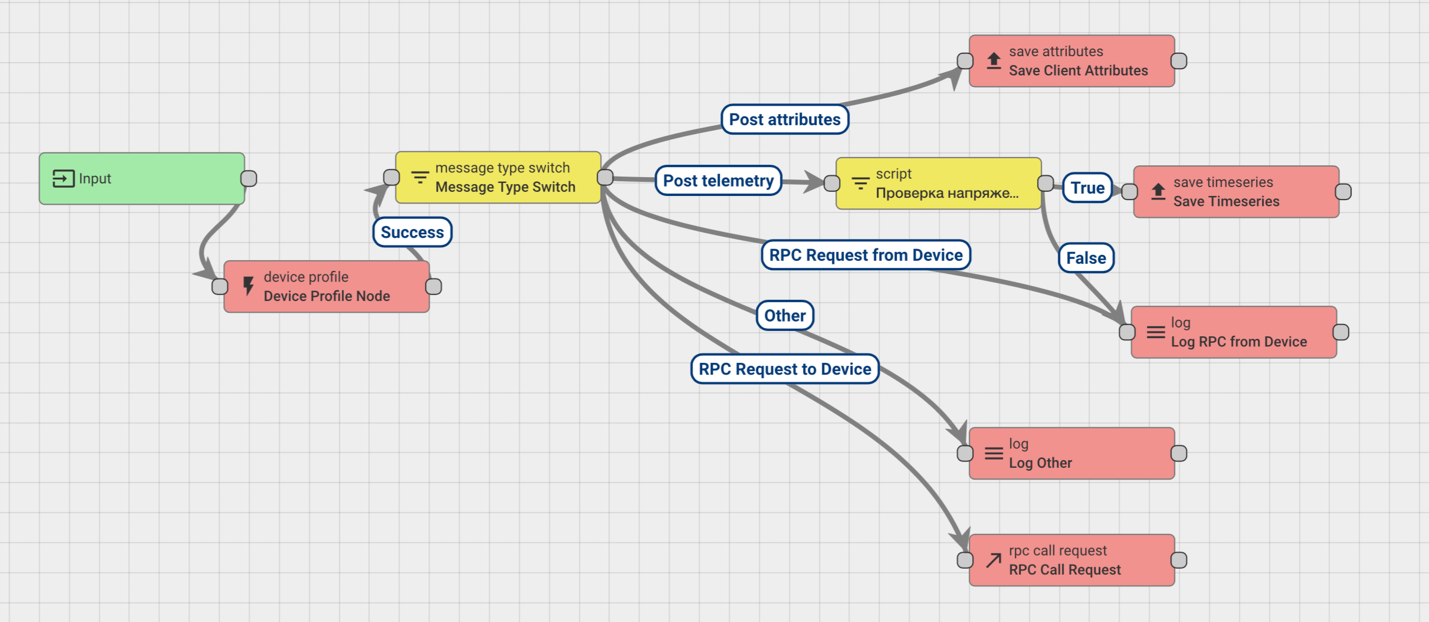 save attributes
Save Client Attributes
Post attributes
Input
message type switch
Message Type Switch
Post telemetry
script
Проверка напряже...
True
save timeseries
Save Timeseries
Success
RPC Request from Device
False
device profile
Device Profile Node
Other
log
Log RPC from Device
RPC Request to Device
log
Log Other
rpc call request
RPC Call Request